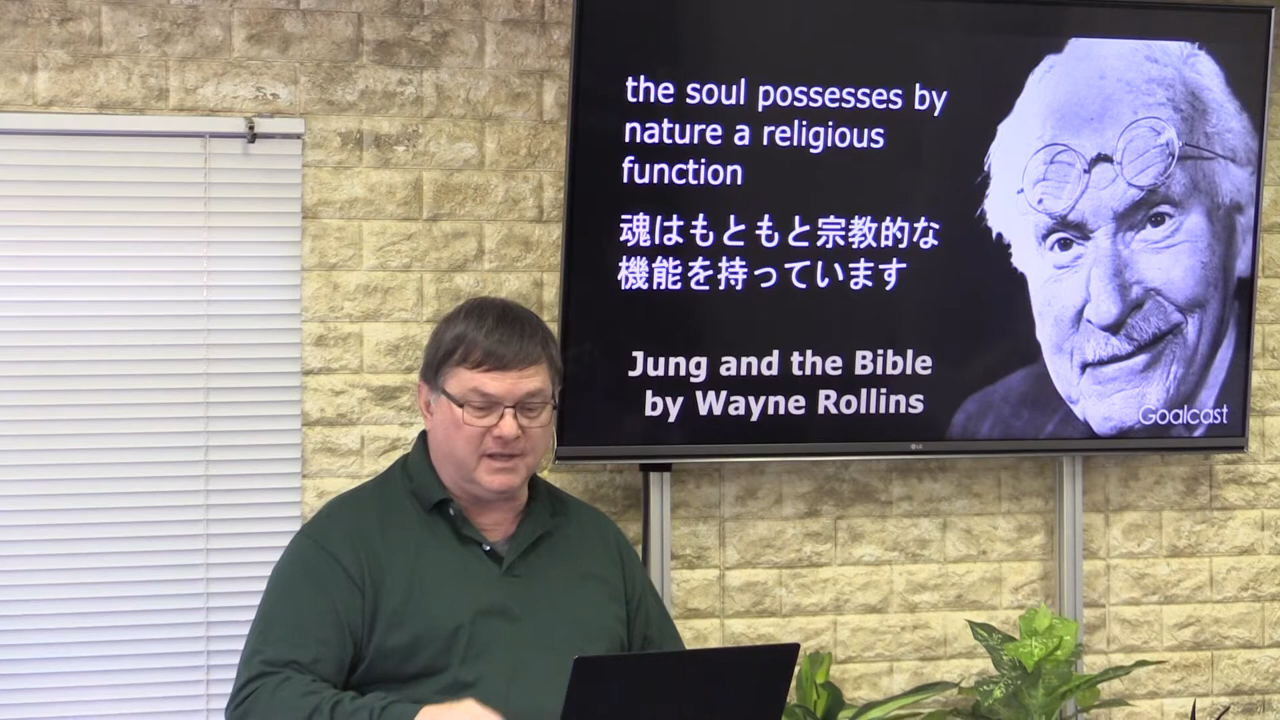 the soul possesses by
nature a religious
function
魂はもともと宗教的な
機能を持っています
Jung and the Bible
by Wayne Rollins
Goalcast
LG